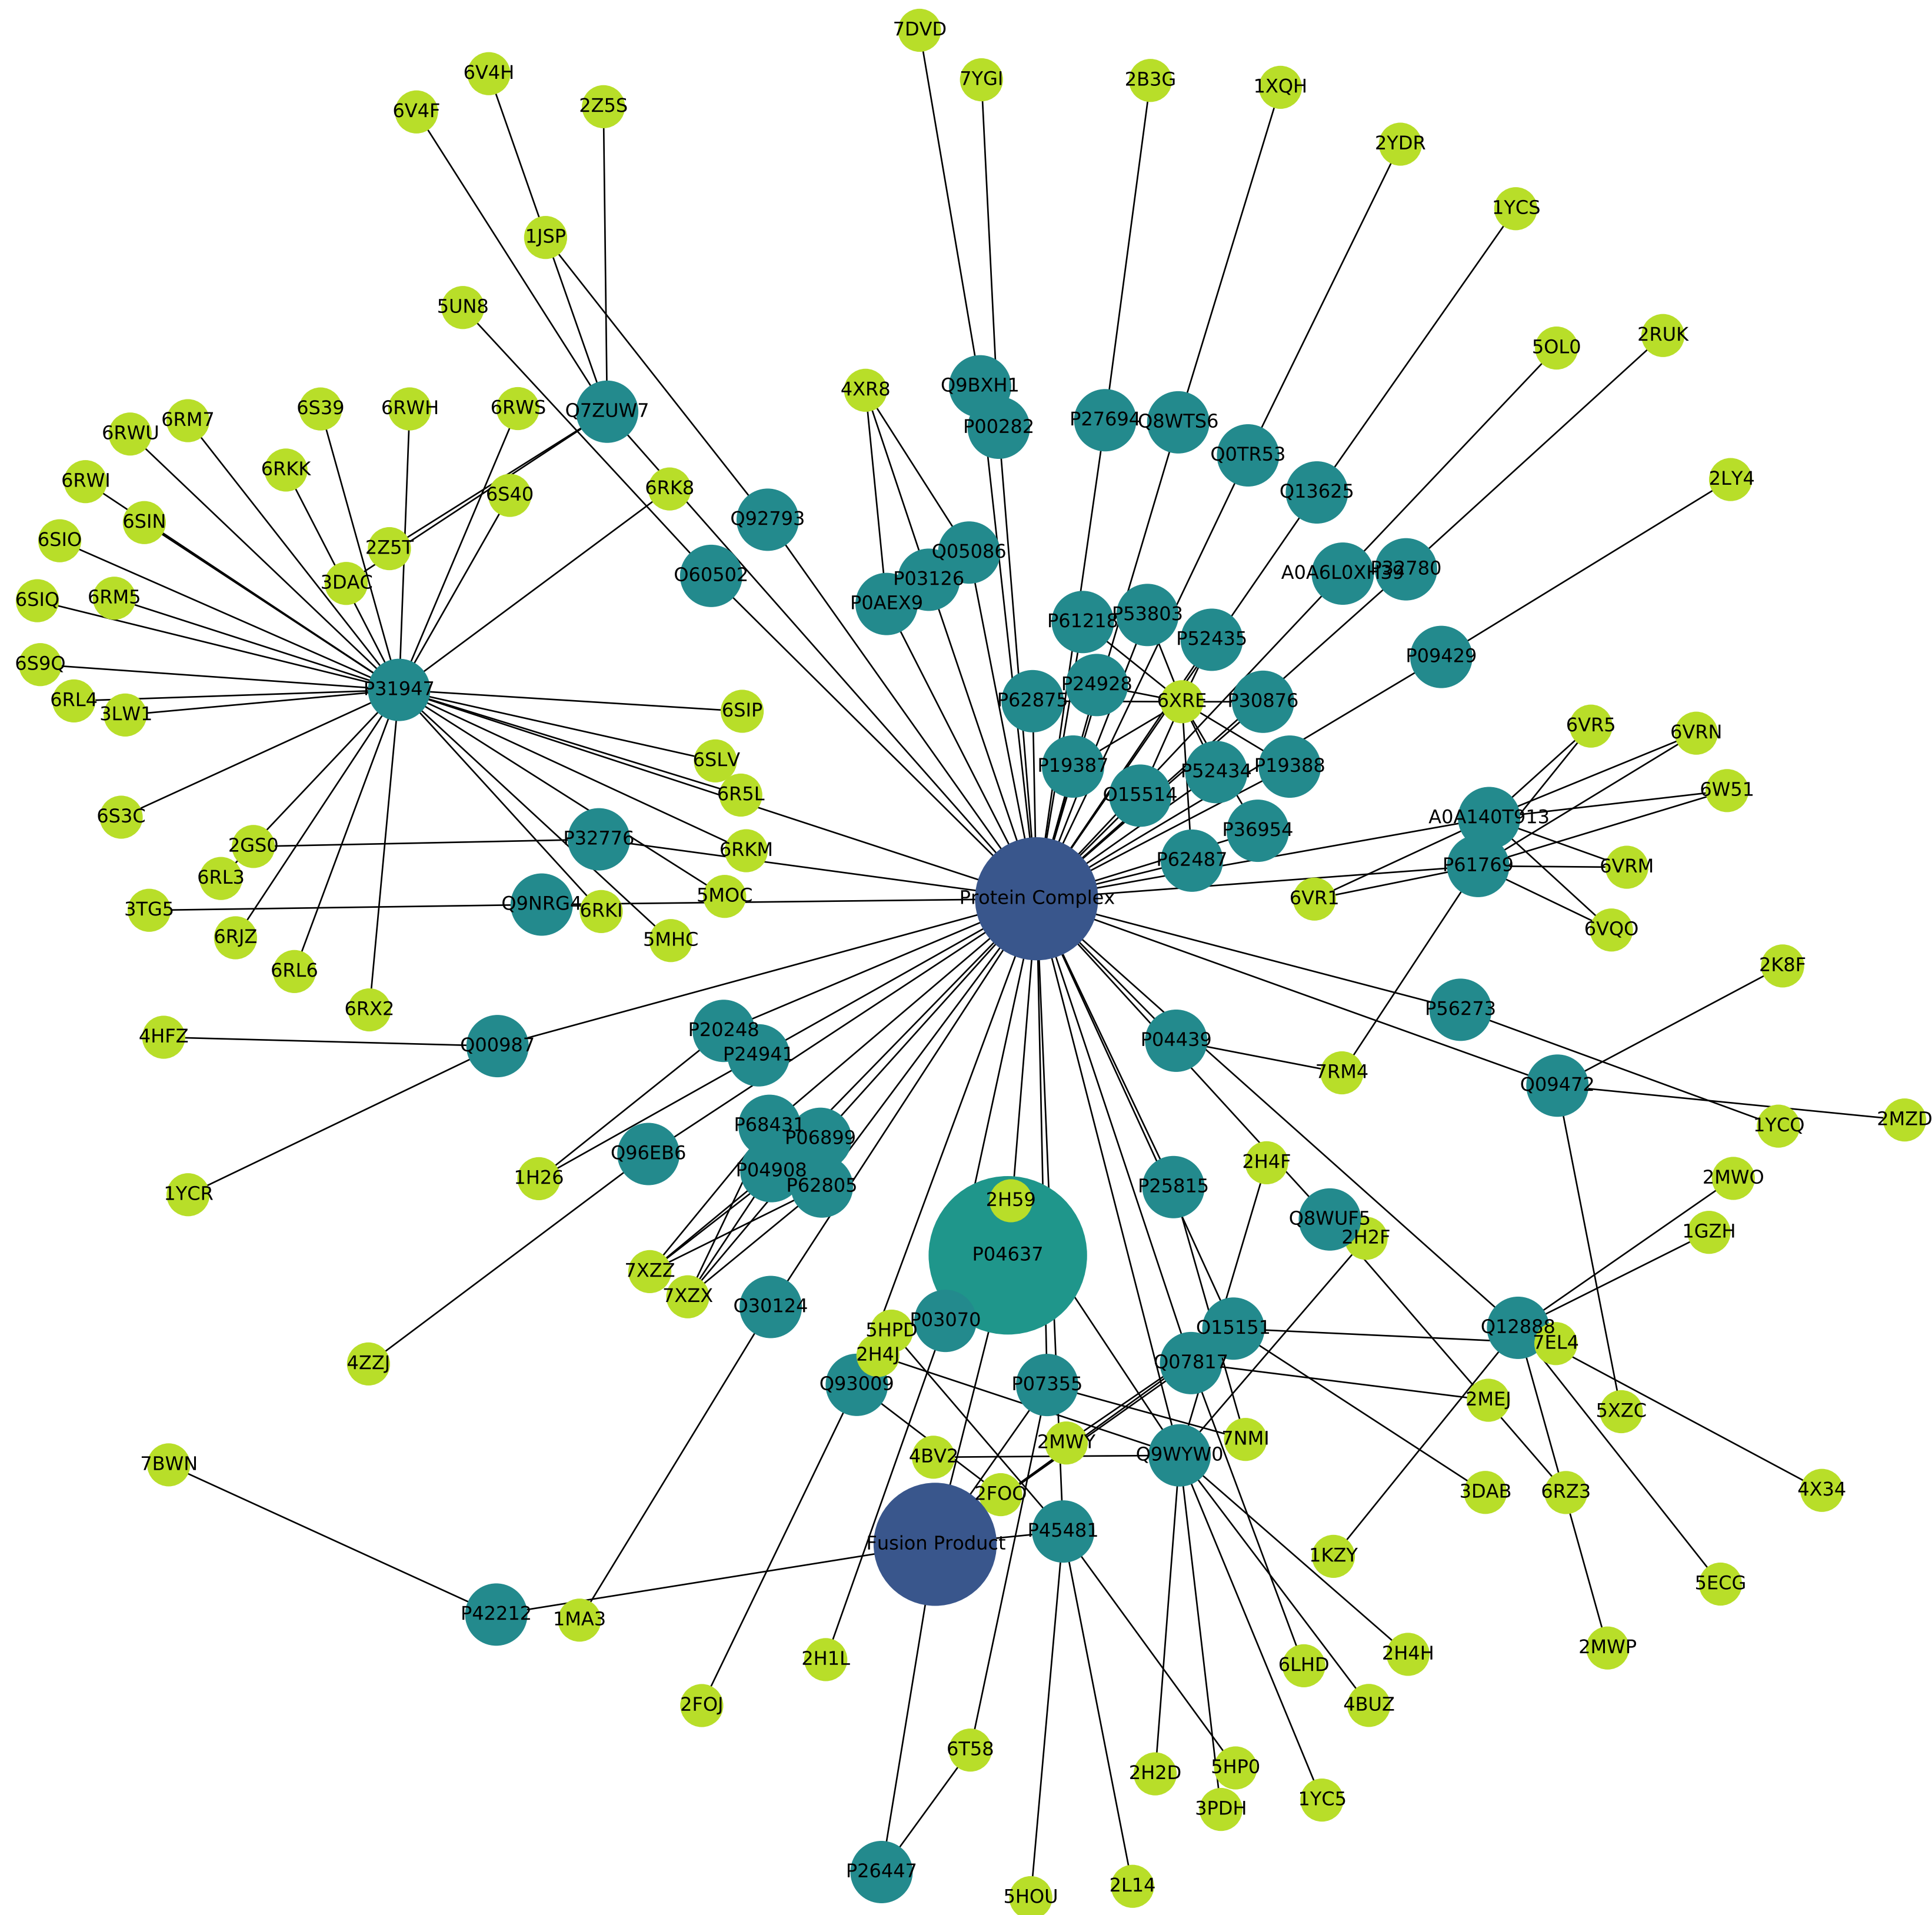 7DVD
6V4H
7YGI
2B3G
1XQH
6V4F
2Z5S
2YDR
1YCS
1JSP
5UN8
2RUK
5OL0
4XR8
Q9BXH1
6S39
6RWH
6RWS
Q7ZUW7
6RM7
P27694
Q8WTS6
P00282
6RWU
Q0TR53
6RKK
6RWI
2LY4
6RK8
Q13625
6S40
6SIN
Q92793
6SIO
2Z5T
Q05086
A0A6L0XH39
P32780
O60502
P03126
3DAC
6SIQ
6RM5
P0AEX9
P61218
P53803
P52435
P09429
6S9Q
P24928
P31947
6RL4
P62875
6XRE
P30876
6SIP
3LW1
6VR5
6VRN
6SLV
P19387
P52434
P19388
6R5L
O15514
6W51
6S3C
A0A140T913
P36954
P32776
2GS0
6RKM
P62487
P61769
6VRM
6RL3
5MOC
Protein Complex
6VR1
Q9NRG4
3TG5
6RKI
6VQO
6RJZ
5MHC
2K8F
6RL6
6RX2
P56273
P20248
4HFZ
Q00987
P04439
P24941
7RM4
Q09472
2MZD
P68431
1YCQ
P06899
Q96EB6
2H4F
P04908
1H26
2MWO
P62805
P25815
1YCR
2H59
Q8WUF5
1GZH
2H2F
P04637
7XZZ
7XZX
O30124
P03070
O15151
Q12888
5HPD
7EL4
2H4J
4ZZJ
Q07817
Q93009
P07355
2MEJ
5XZC
7NMI
2MWY
4BV2
Q9WYW0
7BWN
2FOO
3DAB
6RZ3
4X34
P45481
Fusion Product
1KZY
5ECG
P42212
1MA3
2MWP
2H4H
2H1L
6LHD
2FOJ
4BUZ
6T58
5HP0
2H2D
1YC5
3PDH
P26447
2L14
5HOU